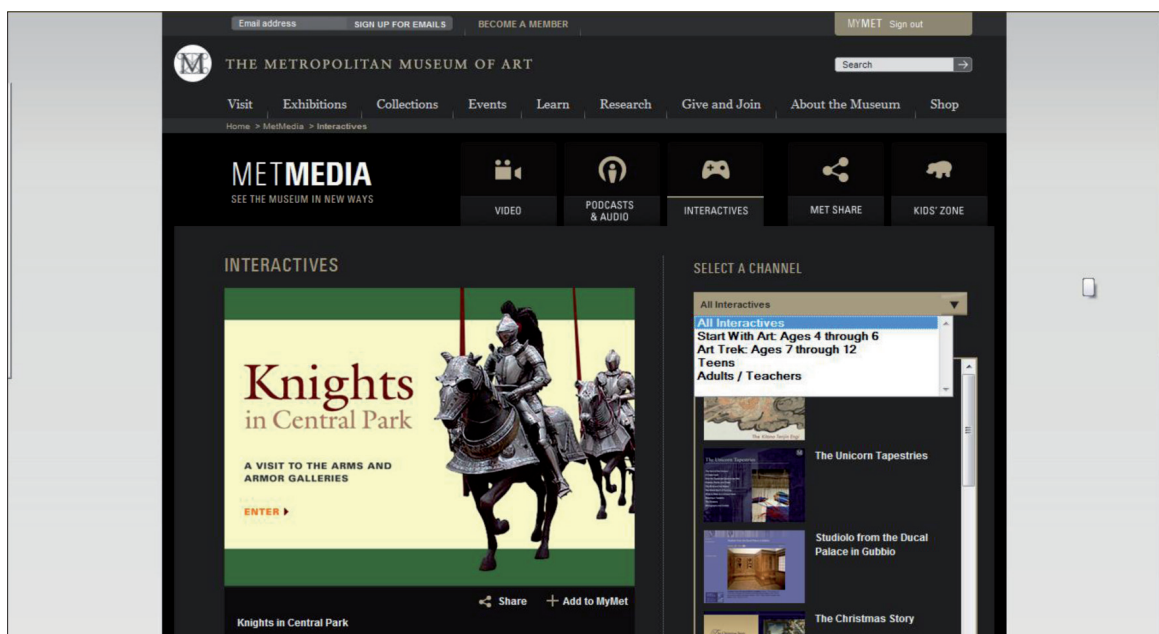 Email address SIGN UP FOR EMAILS BECOME A MEMBER MYMET Sign out
M
THE METROPOLITAN MUSEUM OF ART
Search
Visit Exhibitions Collections Events Learn Research Give and Join About the Museum Shop
Home > MetMedia > Interactives
METMEDIA
SEE THE MUSEUM IN NEW WAYS
VIDEO
PODCASTS
& AUDIO
INTERACTIVES
MET SHARE
KIDS' ZONE
INTERACTIVES
Knights
in Central Park
A VISIT TO THE ARMS AND
ARMOR GALLERIES
ENTER
Share + Add to MyMet
Knights in Central Park
SELECT A CHANNEL
All Interactives
All Interactives
Start With Art: Ages 4 through 6
Art Trek: Ages 7 through 12
Teens
Adults / Teachers
The Unicorn Tapestries
The Unicorn Tapestries
Studiolo from the Ducal
Palace in Gubbio
The Christmas Story